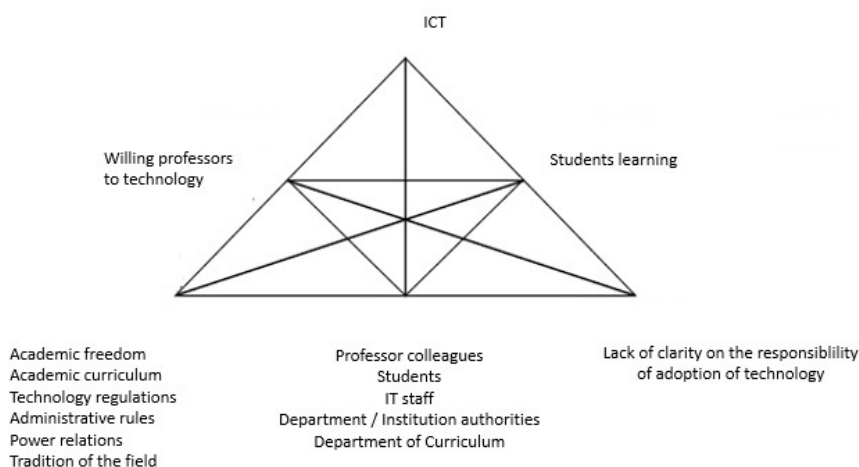 ICT
Willing professors
to technology
Students learning
Academic freedom
Academic curriculum
Technology regulations
Administrative rules
Power relations
Tradition of the field
Professor colleagues
Students
IT staff
Department / Institution authorities
Department of Curriculum
Lack of clarity on the responsiblility
of adoption of technology